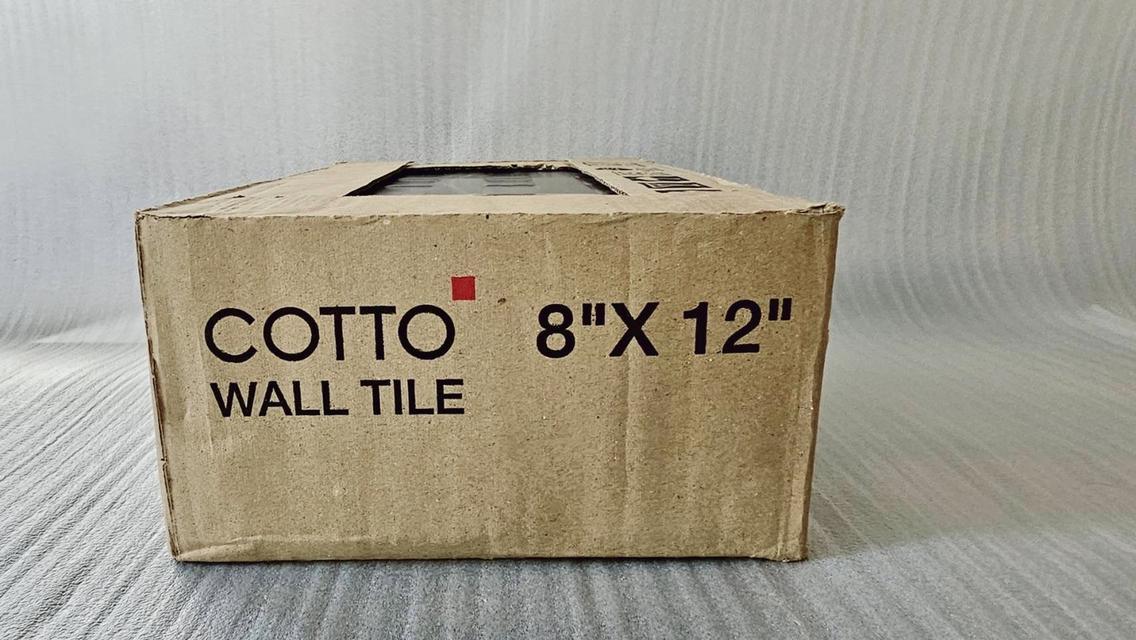 COTTO 8"X 12"
WALL TILE